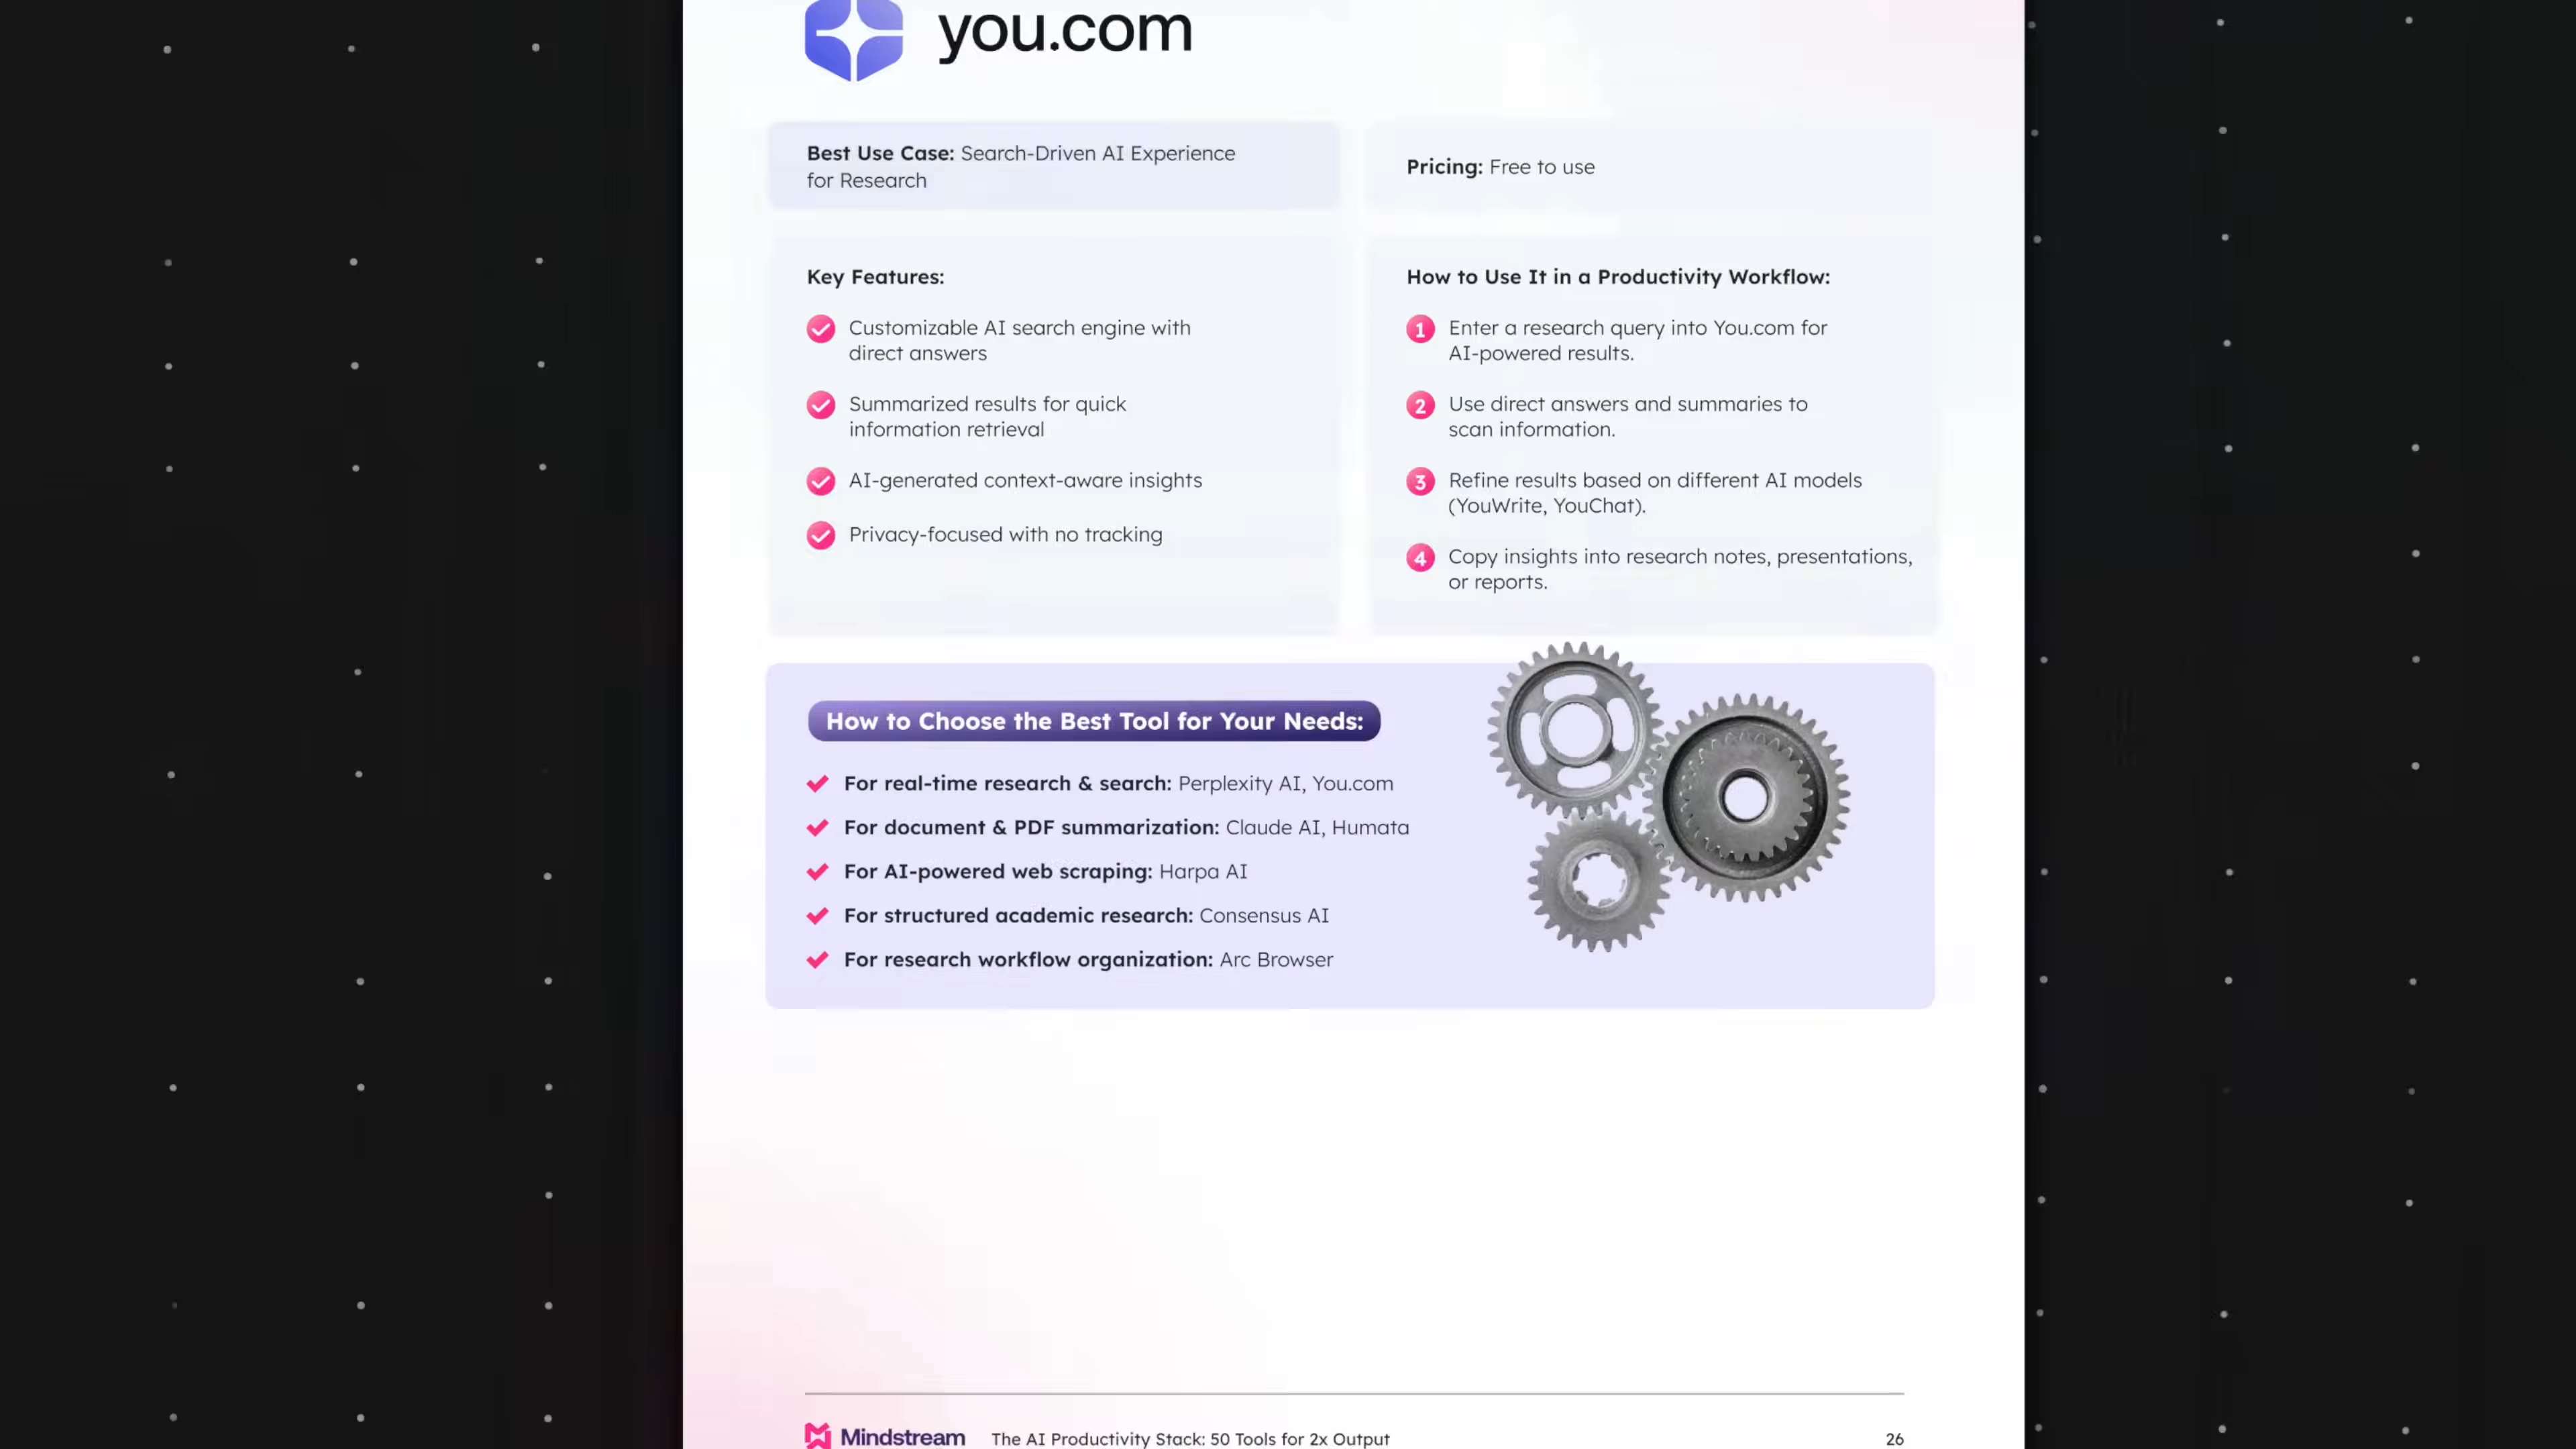 you.com
Best Use Case: Search-Driven AI Experience
for Research
Pricing: Free to use
Key Features:
Customizable AI search engine with
direct answers
Summarized results for quick
information retrieval
AI-generated context-aware insights
Privacy-focused with no tracking
How to Use It in a Productivity Workflow:
1 Enter a research query into You.com for
AI-powered results.
2 Use direct answers and summaries to
scan information.
3 Refine results based on different AI models
(YouWrite, YouChat).
4 Copy insights into research notes, presentations,
or reports.
How to Choose the Best Tool for Your Needs:
For real-time research & search: Perplexity AI, You.com
For document & PDF summarization: Claude AI, Humata
For AI-powered web scraping: Harpa AI
For structured academic research: Consensus AI
For research workflow organization: Arc Browser
Mindstream The AI Productivity Stack: 50 Tools for 2x Output 26